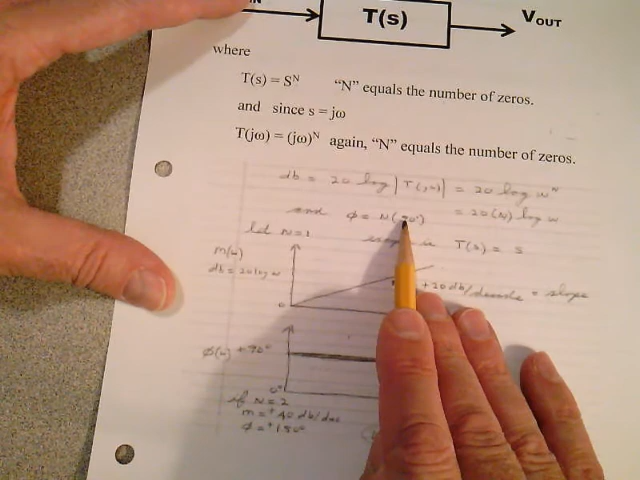 T(s)
V_OUT
where
T(s) = S^N "N" equals the number of zeros.
and since s = jω
T(jω) = (jω)^N again, "N" equals the number of zeros.
db = 20 log |T(jω)| = 20 log ω^N
and φ = N(90°) = 20(N) log ω
let N=1 T(s) = s
M(ω)
db = 20 log ω
+20 db/decade = slope
0
φ(ω) +90°
0°
if N = 2
m = +40 db/dec
φ = +180°